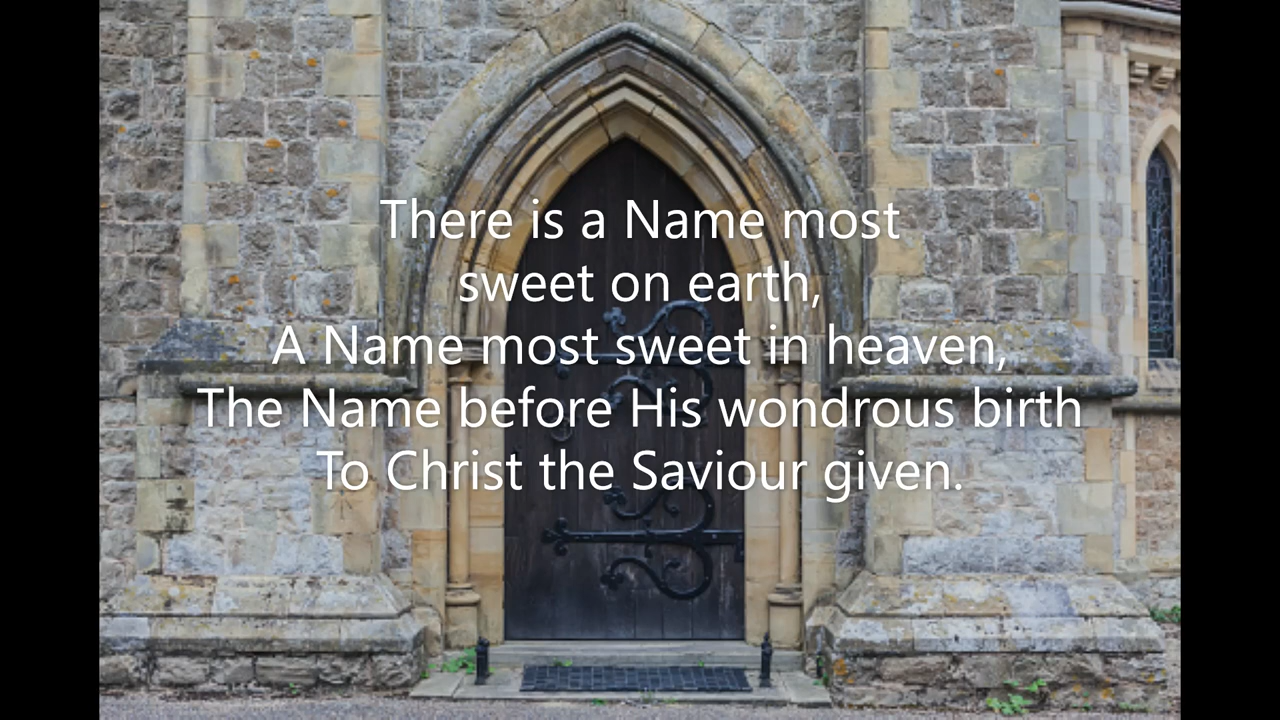 There is a Name most
sweet on earth,
A Name most sweet in heaven,
The Name before His wondrous birth
To Christ the Saviour given.